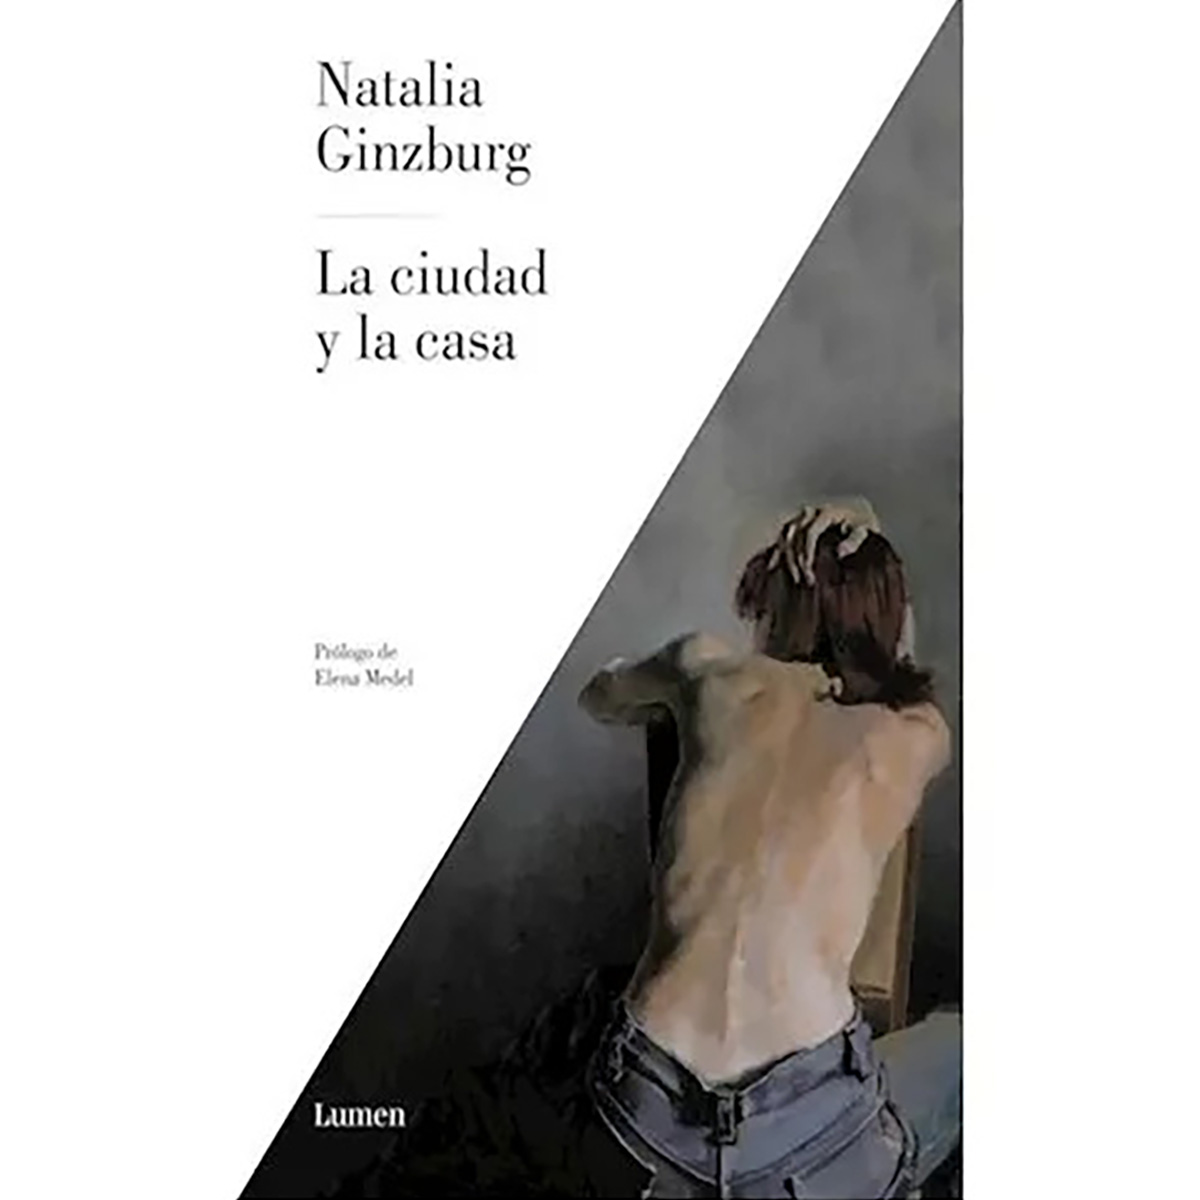 Natalia
Ginzburg
La ciudad
y la casa
Prólogo de
Elena Medel
Lumen